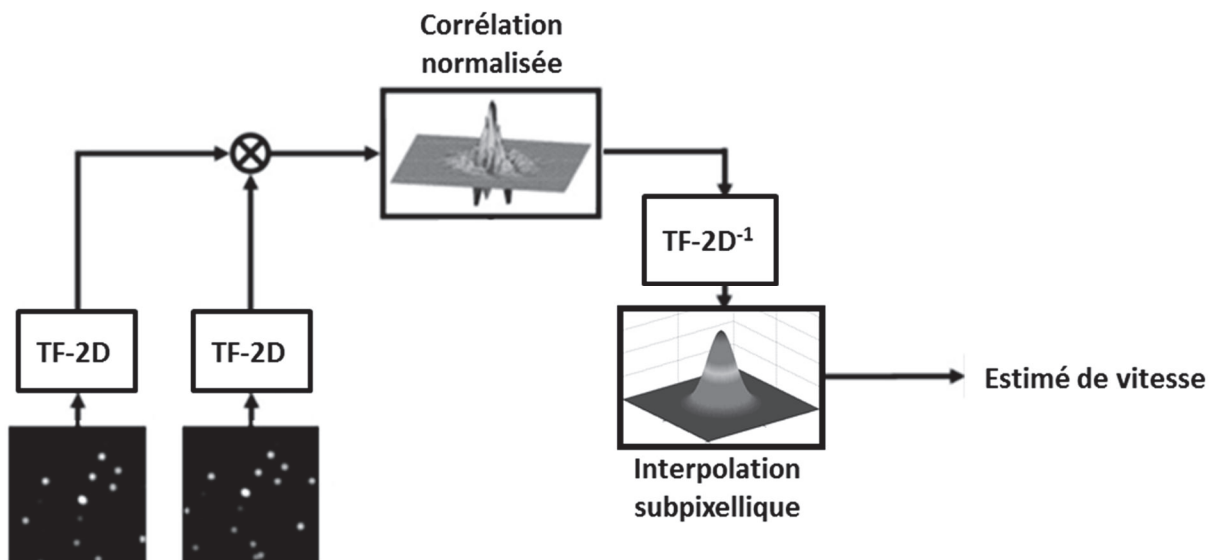 Corrélation
normalisée
TF-2D
TF-2D
TF-2D-1
Interpolation
subpixellique
Estimé de vitesse